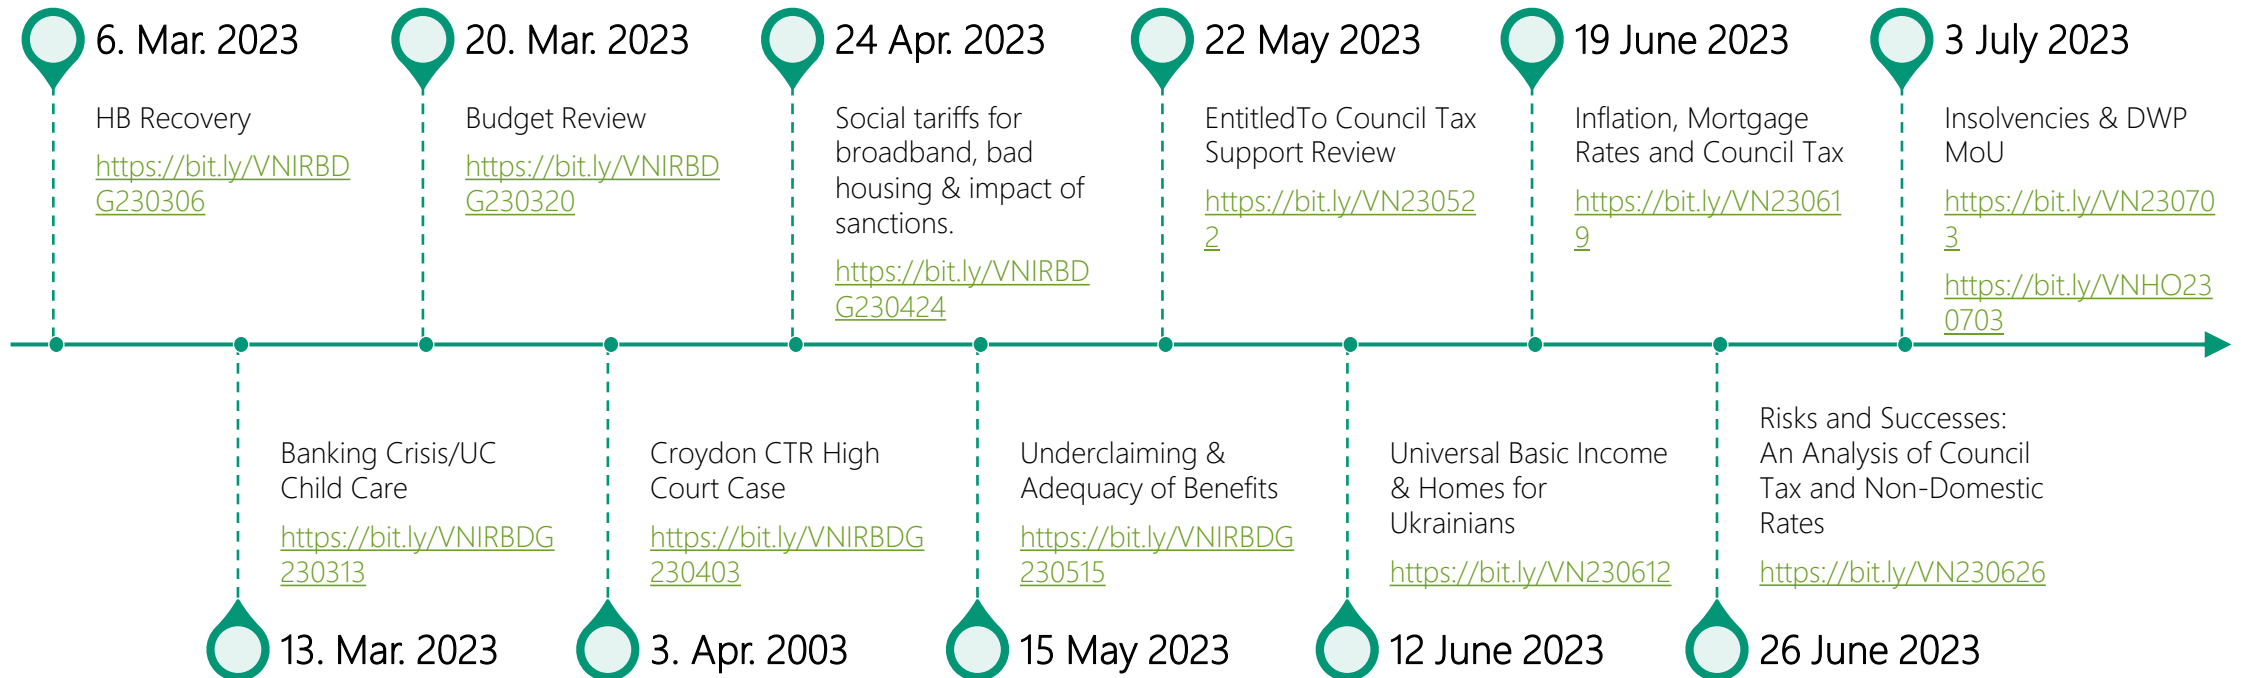 6. Mar. 2023
HB Recovery
https://bit.ly/VNIRBD
G230306
20. Mar. 2023
Budget Review
https://bit.ly/VNIRBD
G230320
24 Apr. 2023
Social tariffs for
broadband, bad
housing & impact of
sanctions.
https://bit.ly/VNIRBD
G230424
22 May 2023
EntitledTo Council Tax
Support Review
https://bit.ly/VN23052
2
19 June 2023
Inflation, Mortgage
Rates and Council Tax
https://bit.ly/VN23061
9
3 July 2023
Insolvencies & DWP
MoU
https://bit.ly/VN23070
3
https://bit.ly/VNHO23
0703
Banking Crisis/UC
Child Care
https://bit.ly/VNIRBDG
230313
13. Mar. 2023
Croydon CTR High
Court Case
https://bit.ly/VNIRBDG
230403
3. Apr. 2003
Underclaiming &
Adequacy of Benefits
https://bit.ly/VNIRBDG
230515
15 May 2023
Universal Basic Income
& Homes for
Ukrainians
https://bit.ly/VN230612
12 June 2023
Risks and Successes:
An Analysis of Council
Tax and Non-Domestic
Rates
https://bit.ly/VN230626
26 June 2023